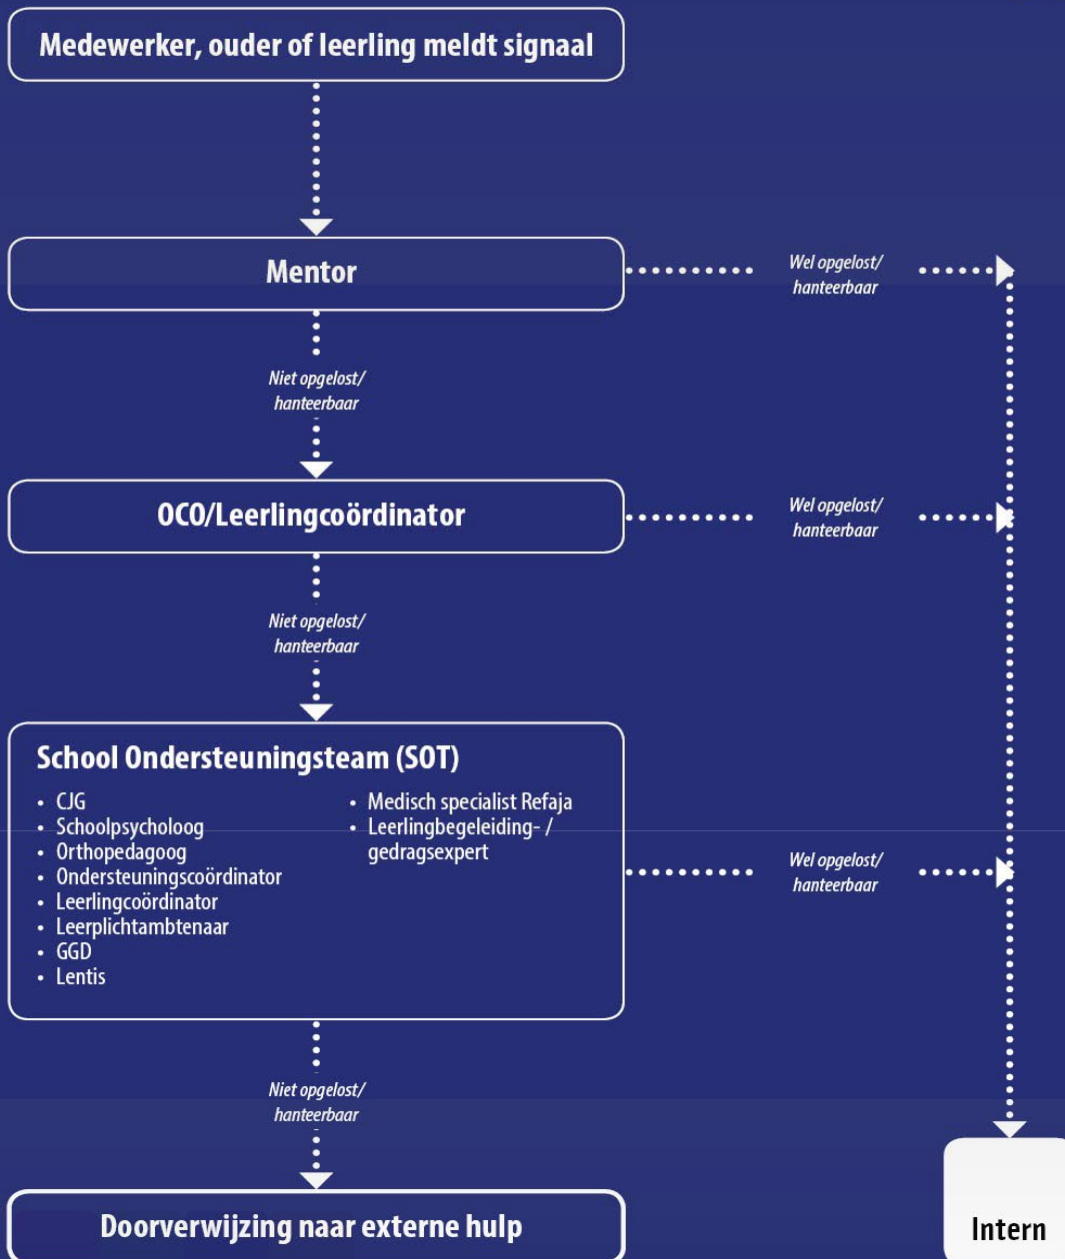 Medewerker, ouder of leerling meldt signaal
Mentor
Wel opgelost/
hanteerbaar
Niet opgelost/
hanteerbaar
OCO/Leerlingcoördinator
Wel opgelost/
hanteerbaar
Niet opgelost/
hanteerbaar
School Ondersteuningsteam (SOT)
• CJG
• Schoolpsycholoog
• Orthopedagoog
• Ondersteuningscoördinator
• Leerlingcoördinator
• Leerplichtambtenaar
• GGD
• Lentis
• Medisch specialist Refaja
• Leerlingbegeleiding- /
gedragsexpert
Wel opgelost/
hanteerbaar
Niet opgelost/
hanteerbaar
Doorverwijzing naar externe hulp
Intern